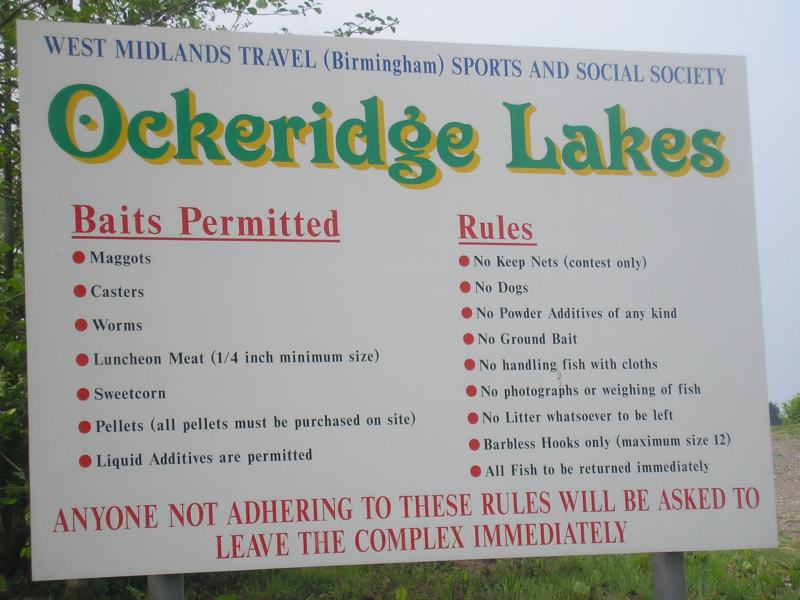 WEST MIDLANDS TRAVEL (Birmingham) SPORTS AND SOCIAL SOCIETY
Ockeridge Lakes
Baits Permitted
Maggots
Casters
Worms
Luncheon Meat (1/4 inch minimum size)
Sweetcorn
Pellets (all pellets must be purchased on site)
Liquid Additives are permitted
Rules
No Keep Nets (contest only)
No Dogs
No Powder Additives of any kind
No Ground Bait
No handling fish with cloths
No photographs or weighing of fish
No Litter whatsoever to be left
Barbless Hooks only (maximum size 12)
All Fish to be returned immediately
ANYONE NOT ADHERING TO THESE RULES WILL BE ASKED TO
LEAVE THE COMPLEX IMMEDIATELY